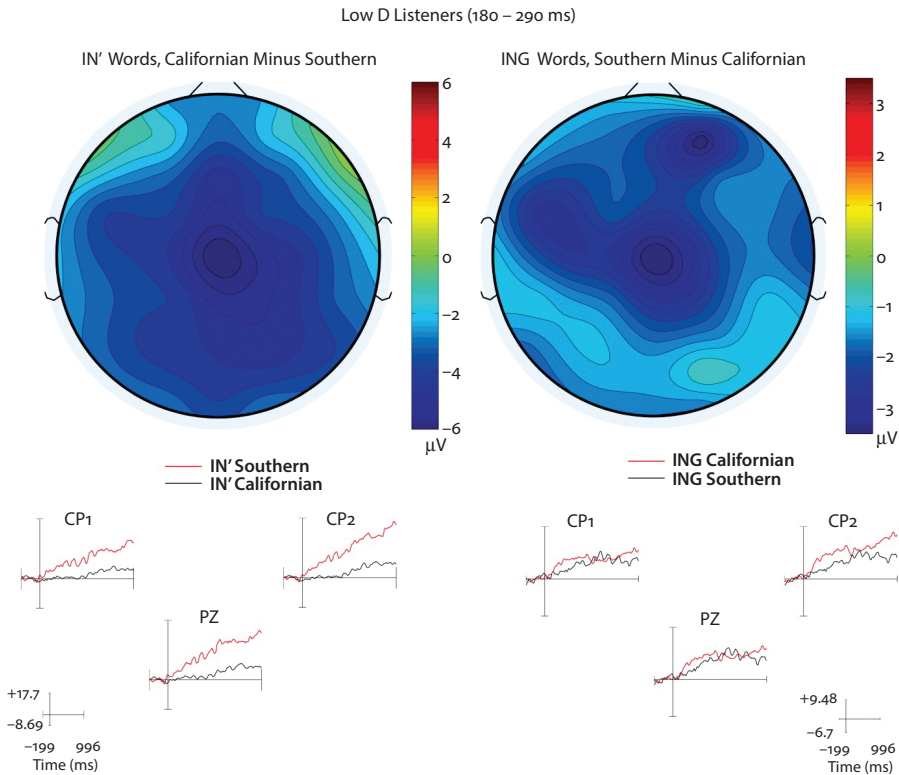 Low D Listeners (180 – 290 ms)
IN’ Words, Californian Minus Southern
ING Words, Southern Minus Californian
6
4
2
0
−2
−4
−6
μV
3
2
1
0
−1
−2
−3
μV
IN’ Southern
IN’ Californian
ING Californian
ING Southern
CP1
CP2
PZ
CP1
CP2
PZ
+17.7
−8.69
−199 996
Time (ms)
+9.48
−6.7
−199 996
Time (ms)